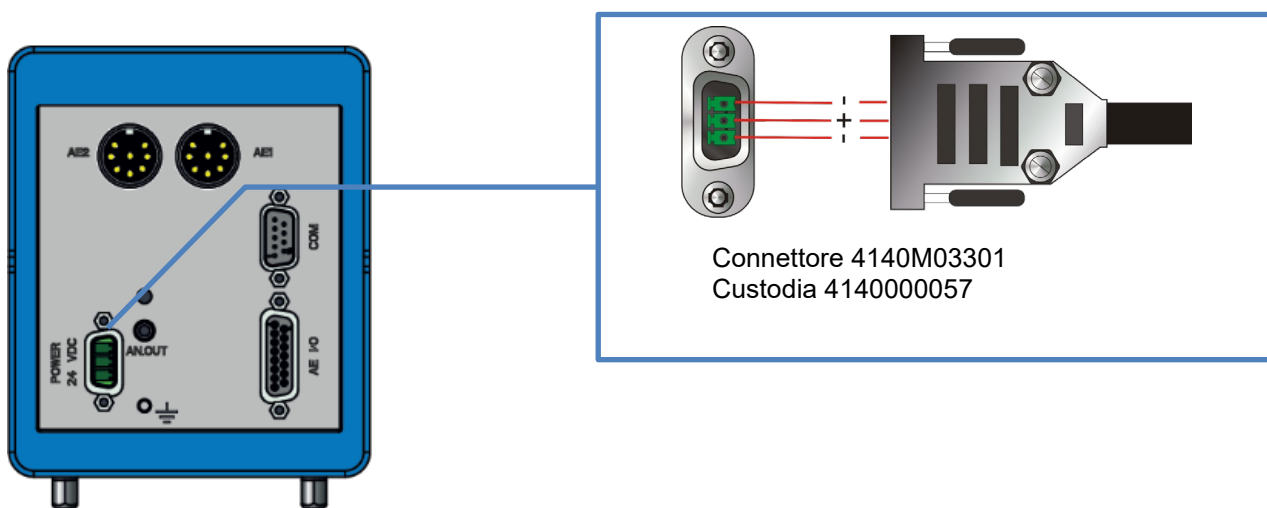 AE2
AE1
COM
AN.OUT
POWER
24 VDC
AE I/O
-
+
-
Connettore 4140M03301
Custodia 4140000057